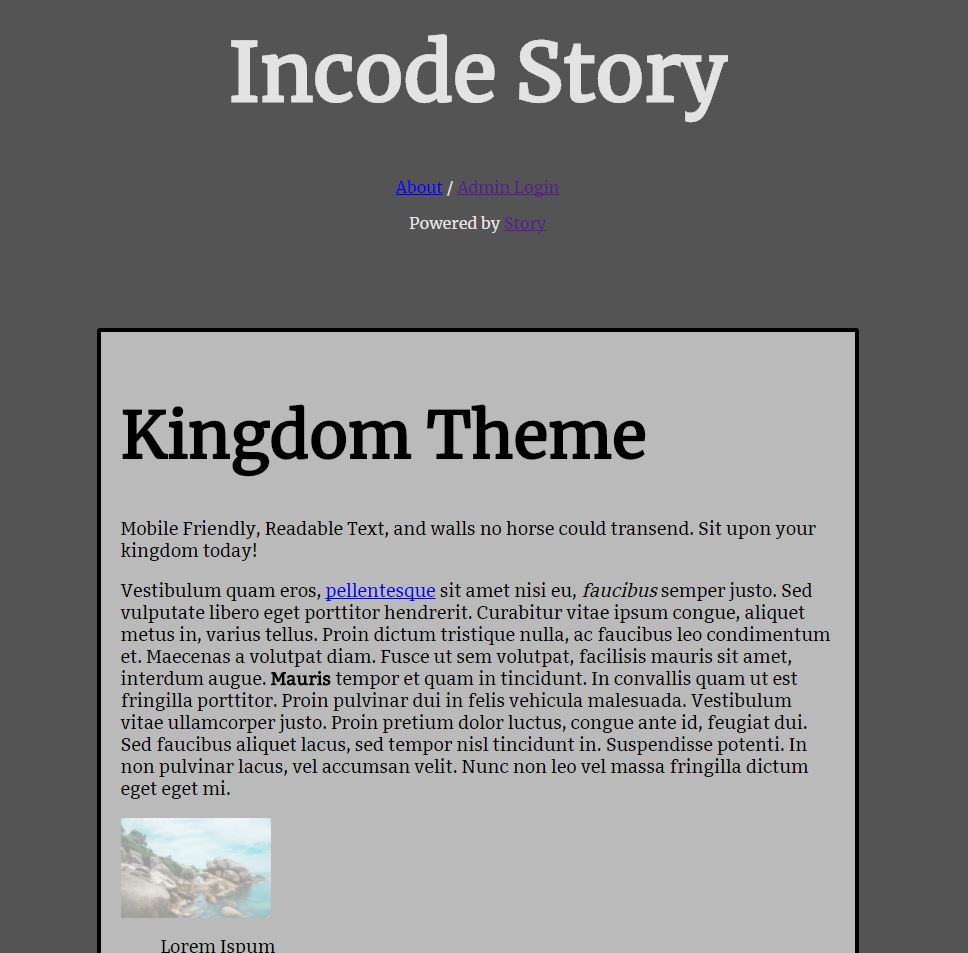 Incode Story
About / Admin Login
Powered by Story
Kingdom Theme
Mobile Friendly, Readable Text, and walls no horse could transend. Sit upon your
kingdom today!
Vestibulum quam eros, pellentesque sit amet nisi eu, faucibus semper justo. Sed
vulputate libero eget porttitor hendrerit. Curabitur vitae ipsum congue, aliquet
metus in, varius tellus. Proin dictum tristique nulla, ac faucibus leo condimentum
et. Maecenas a volutpat diam. Fusce ut sem volutpat, facilisis mauris sit amet,
interdum augue. Mauris tempor et quam in tincidunt. In convallis quam ut est
fringilla porttitor. Proin pulvinar dui in felis vehicula malesuada. Vestibulum
vitae ullamcorper justo. Proin pretium dolor luctus, congue ante id, feugiat dui.
Sed faucibus aliquet lacus, sed tempor nisl tincidunt in. Suspendisse potenti. In
non pulvinar lacus, vel accumsan velit. Nunc non leo vel massa fringilla dictum
eget eget mi.
Lorem Ispum